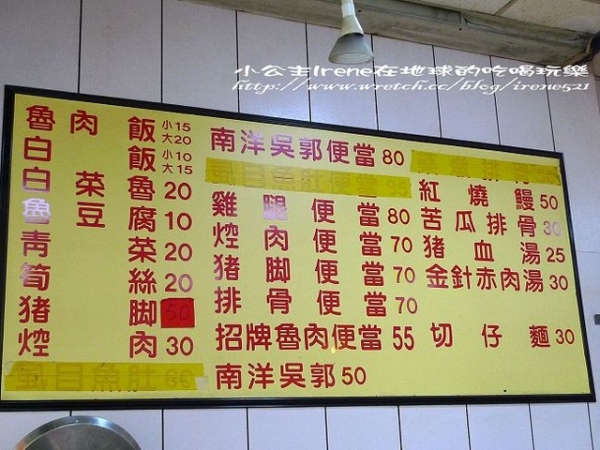 小公主Irene在地球的吃喝玩樂
http://www.wretch.cc/blog/irene521
魯肉飯 小15 大20
白飯 小10 大15
白菜魯 20
魚豆腐 10
青菜 20
筍絲 20
豬脚 50
焢肉 30
虱目魚肚 60
南洋吳郭便當 80
虱目魚肚便當 95
雞腿便當 80
焢肉便當 70
豬脚便當 70
排骨便當 70
招牌魯肉便當 55
南洋吳郭 50
紅燒鰻 50
苦瓜排骨 30
豬血湯 25
金針赤肉湯 30
切仔麵 30